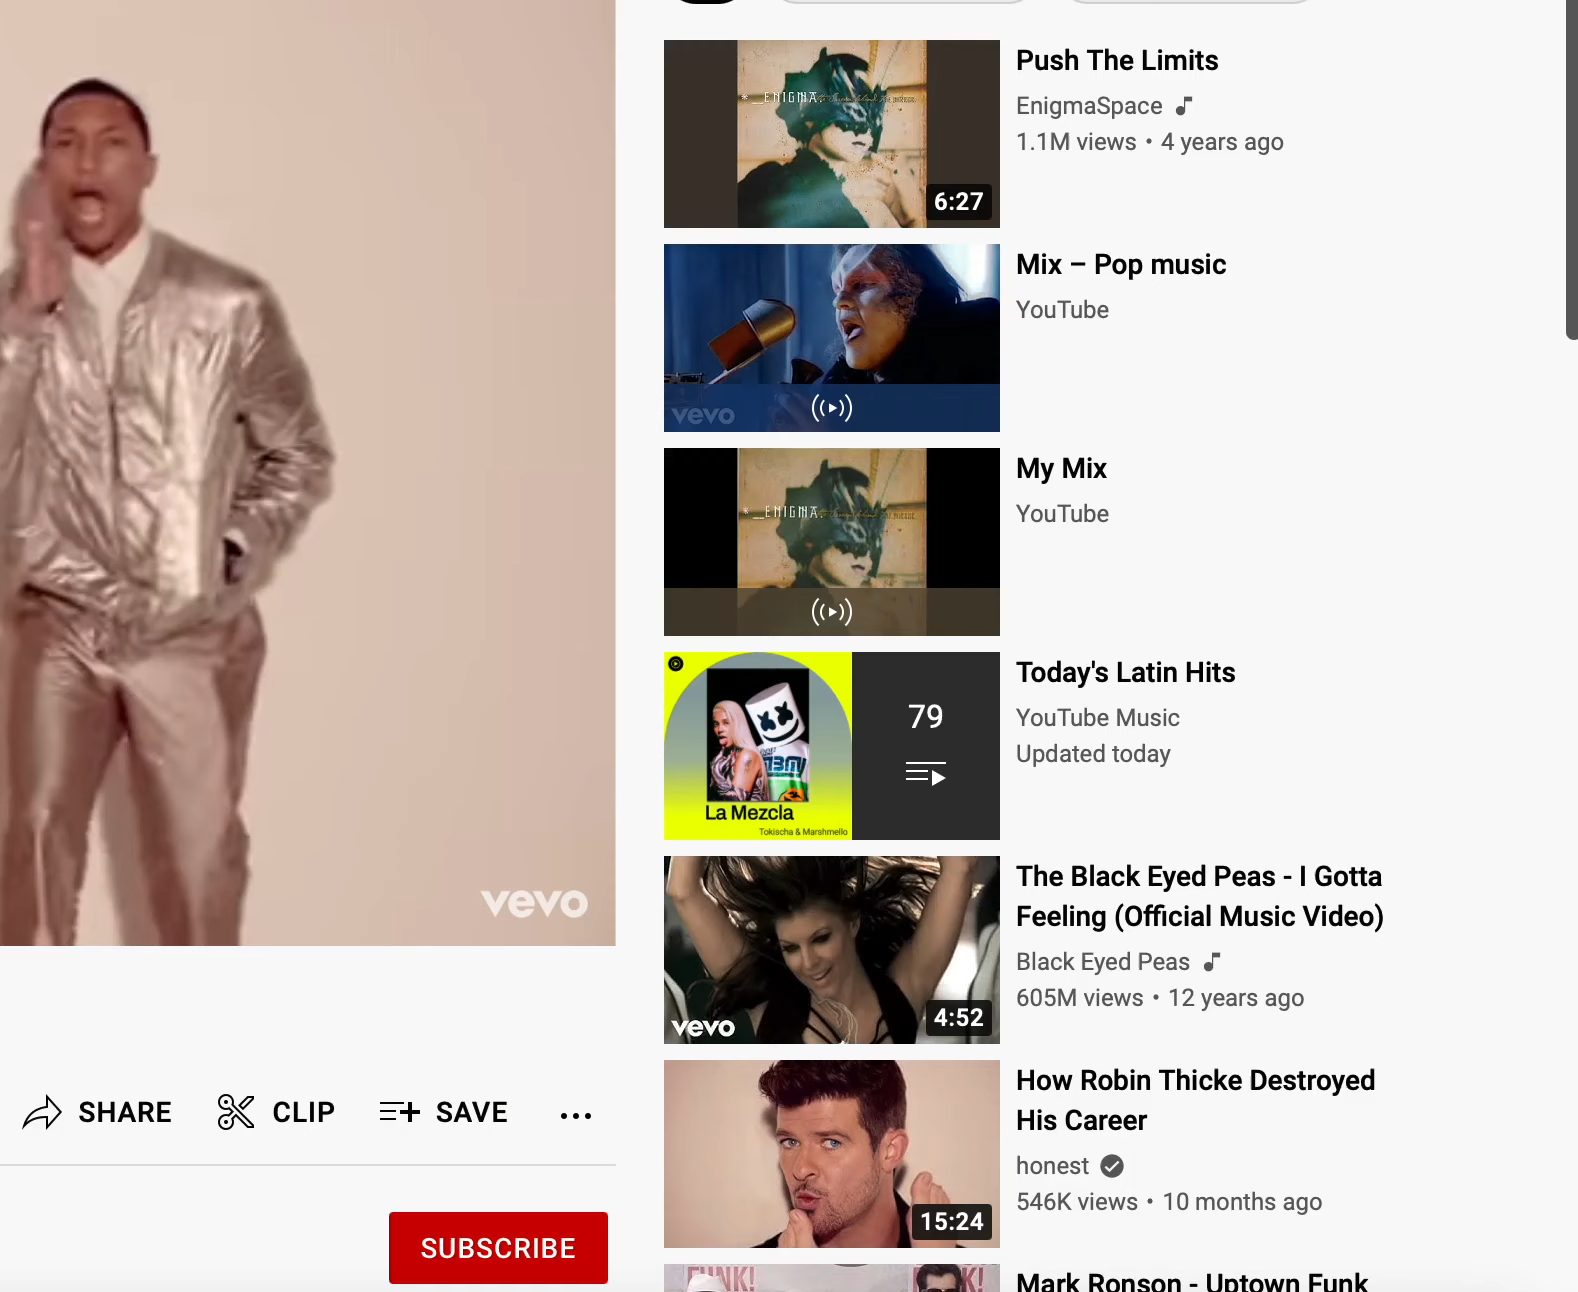 vevo
SHARE
CLIP
SAVE
SUBSCRIBE
* _ENIGMA
6:27
Push The Limits
EnigmaSpace
1.1M views • 4 years ago
vevo
Mix – Pop music
YouTube
* _ENIGMA.
My Mix
YouTube
La Mezcla
Tokischa & Marshmello
79
Today's Latin Hits
YouTube Music
Updated today
vevo
4:52
The Black Eyed Peas - I Gotta
Feeling (Official Music Video)
Black Eyed Peas
605M views • 12 years ago
15:24
How Robin Thicke Destroyed
His Career
honest
546K views • 10 months ago
Mark Ronson - Uptown Funk